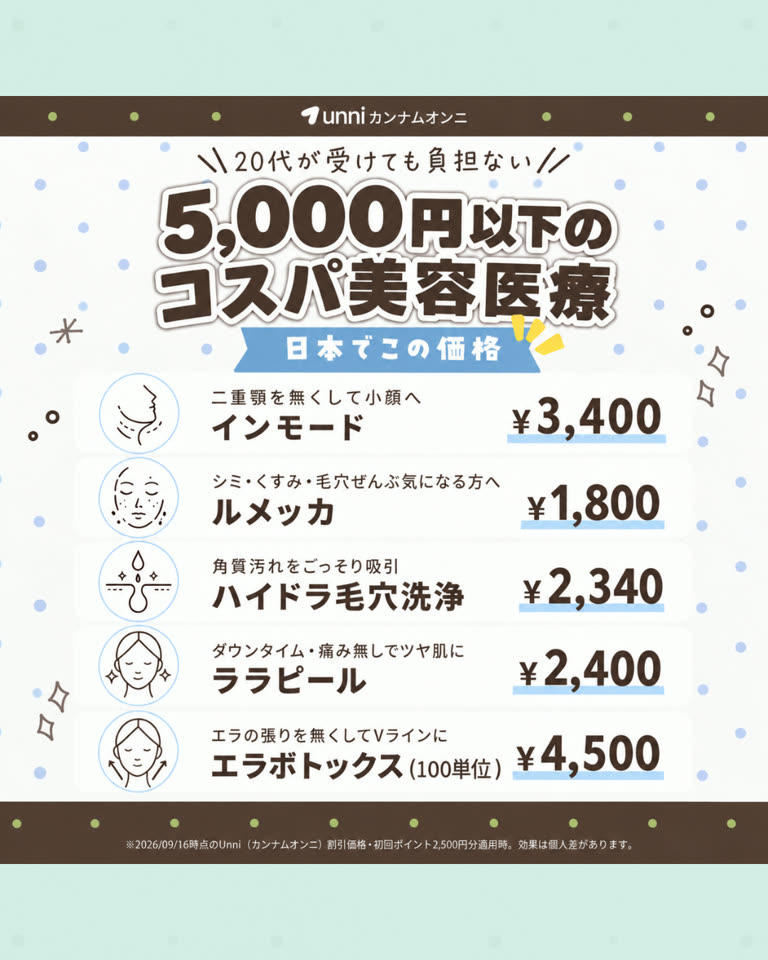 unni カンナムオンニ
20代が受けても負担ない
5,000円以下の
コスパ美容医療
日本でこの価格
二重顎を無くして小顔へ
インモード
¥3,400
シミ・くすみ・毛穴ぜんぶ気になる方へ
ルメッカ
¥1,800
角質汚れをごっそり吸引
ハイドラ毛穴洗浄
¥2,340
ダウンタイム・痛み無しでツヤ肌に
ララピール
¥2,400
エラの張りを無くしてVラインに
エラボトックス(100単位)
¥4,500
※2026/09/16時点のUnni（カンナムオンニ）割引価格・初回ポイント2,500円分適用時。効果は個人差があります。